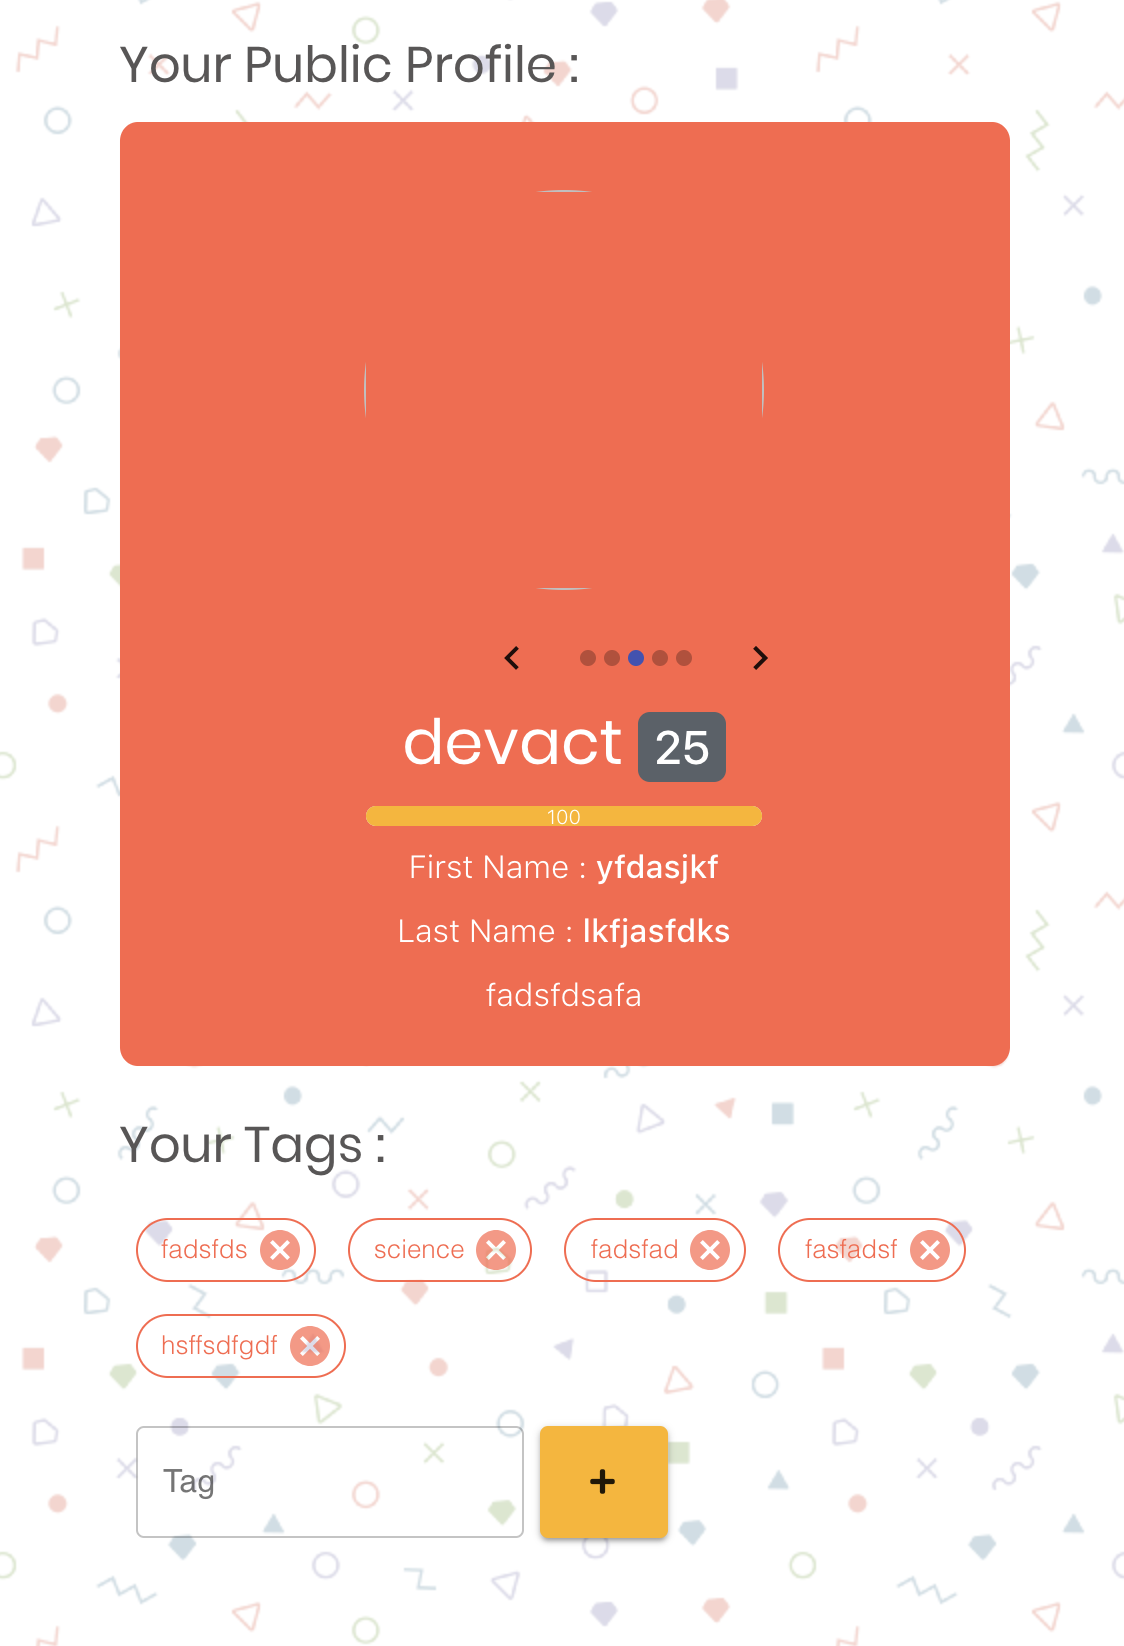 Your Public Profile :
devact 25
100
First Name : yfdasjkf
Last Name : lkfjasfdks
fadsfdsafa
Your Tags :
fadsfds science fadsfad fasfadsf
hsffsdfgdf
Tag +